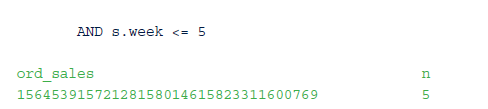 AND s.week <= 5
ord_sales n
15645391572128158014615823311600769 5